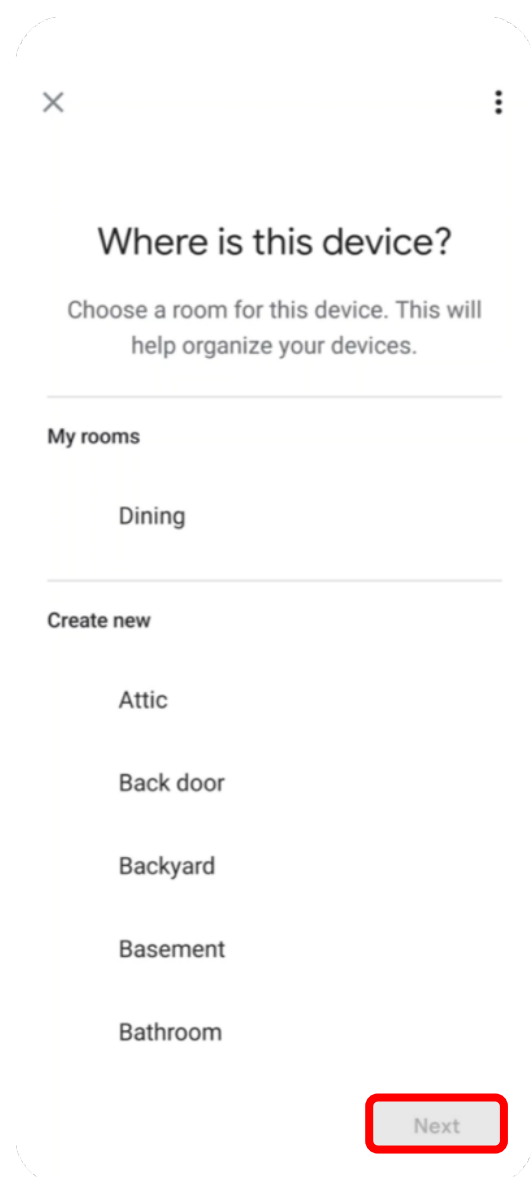 Where is this device?
Choose a room for this device. This will
help organize your devices.
My rooms
Dining
Create new
Attic
Back door
Backyard
Basement
Bathroom
Next